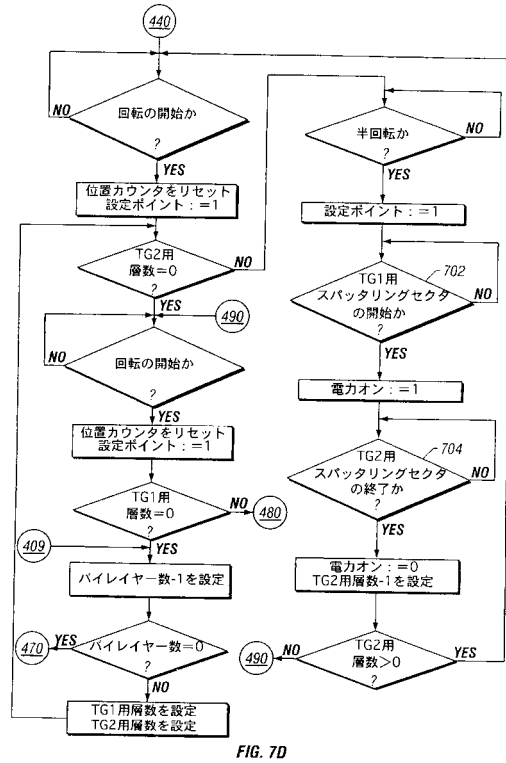 440
回転の開始か
?
NO
YES
位置カウンタをリセット
設定ポイント：=1
TG2用
層数=0
?
NO
YES
490
回転の開始か
?
NO
YES
位置カウンタをリセット
設定ポイント：=1
TG1用
層数=0
?
NO
480
YES
409
バイレイヤー数-1を設定
バイレイヤー数=0
?
YES
470
NO
TG1用層数を設定
TG2用層数を設定
半回転か
?
NO
YES
設定ポイント：=1
702
TG1用
スパッタリングセクタ
の開始か
?
NO
YES
電力オン：=1
704
TG2用
スパッタリングセクタ
の終了か
?
NO
YES
電力オン：=0
TG2用層数-1を設定
TG2用
層数>0
?
NO
490
YES
FIG. 7D